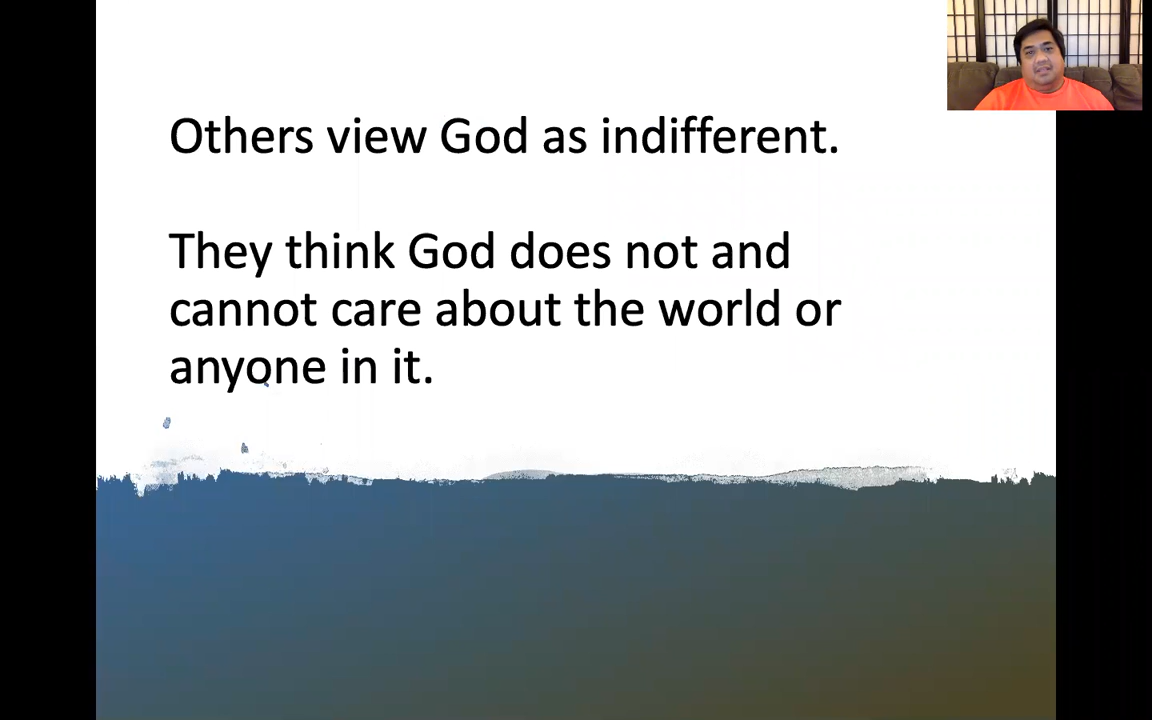 Others view God as indifferent.
They think God does not and
cannot care about the world or
anyone in it.